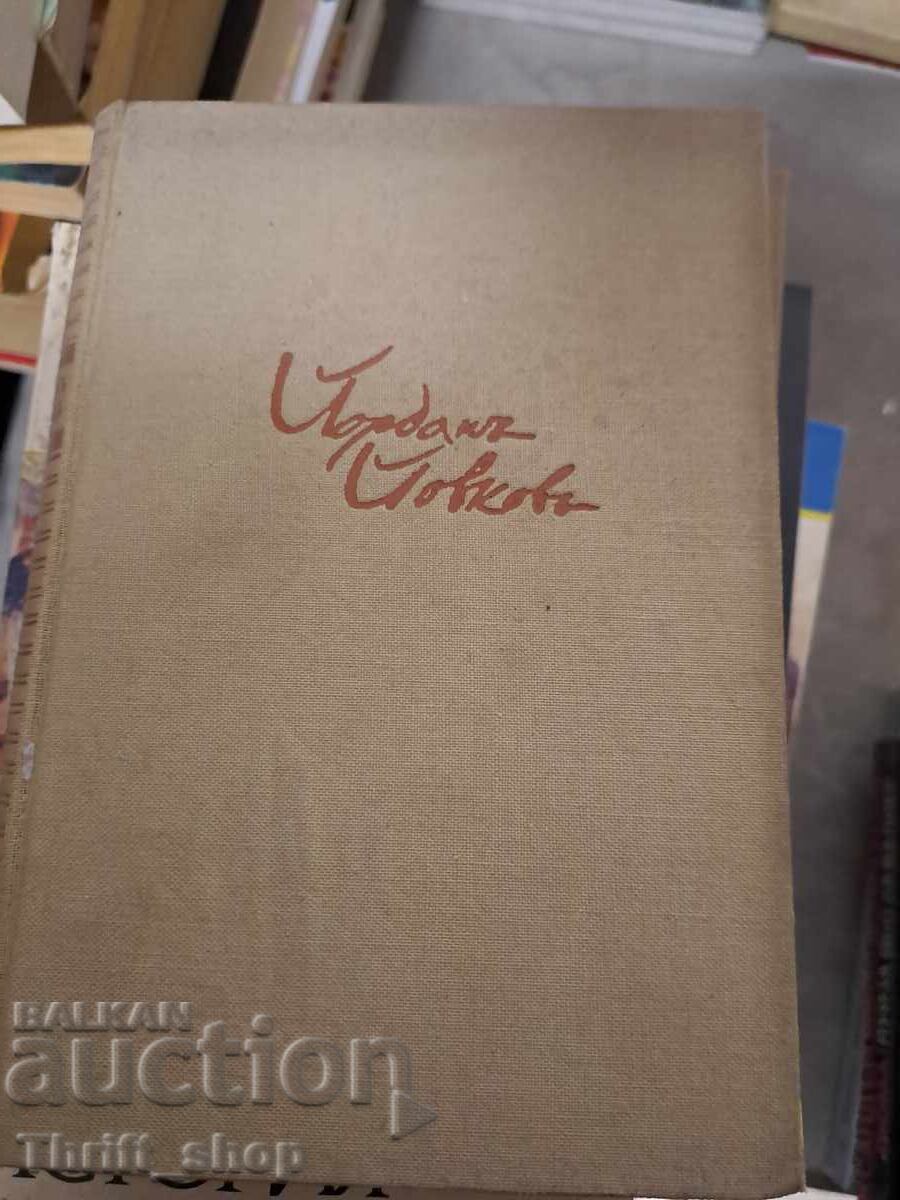 Йорданъ
Йовковъ
BALKAN
auction
Thrift_shop